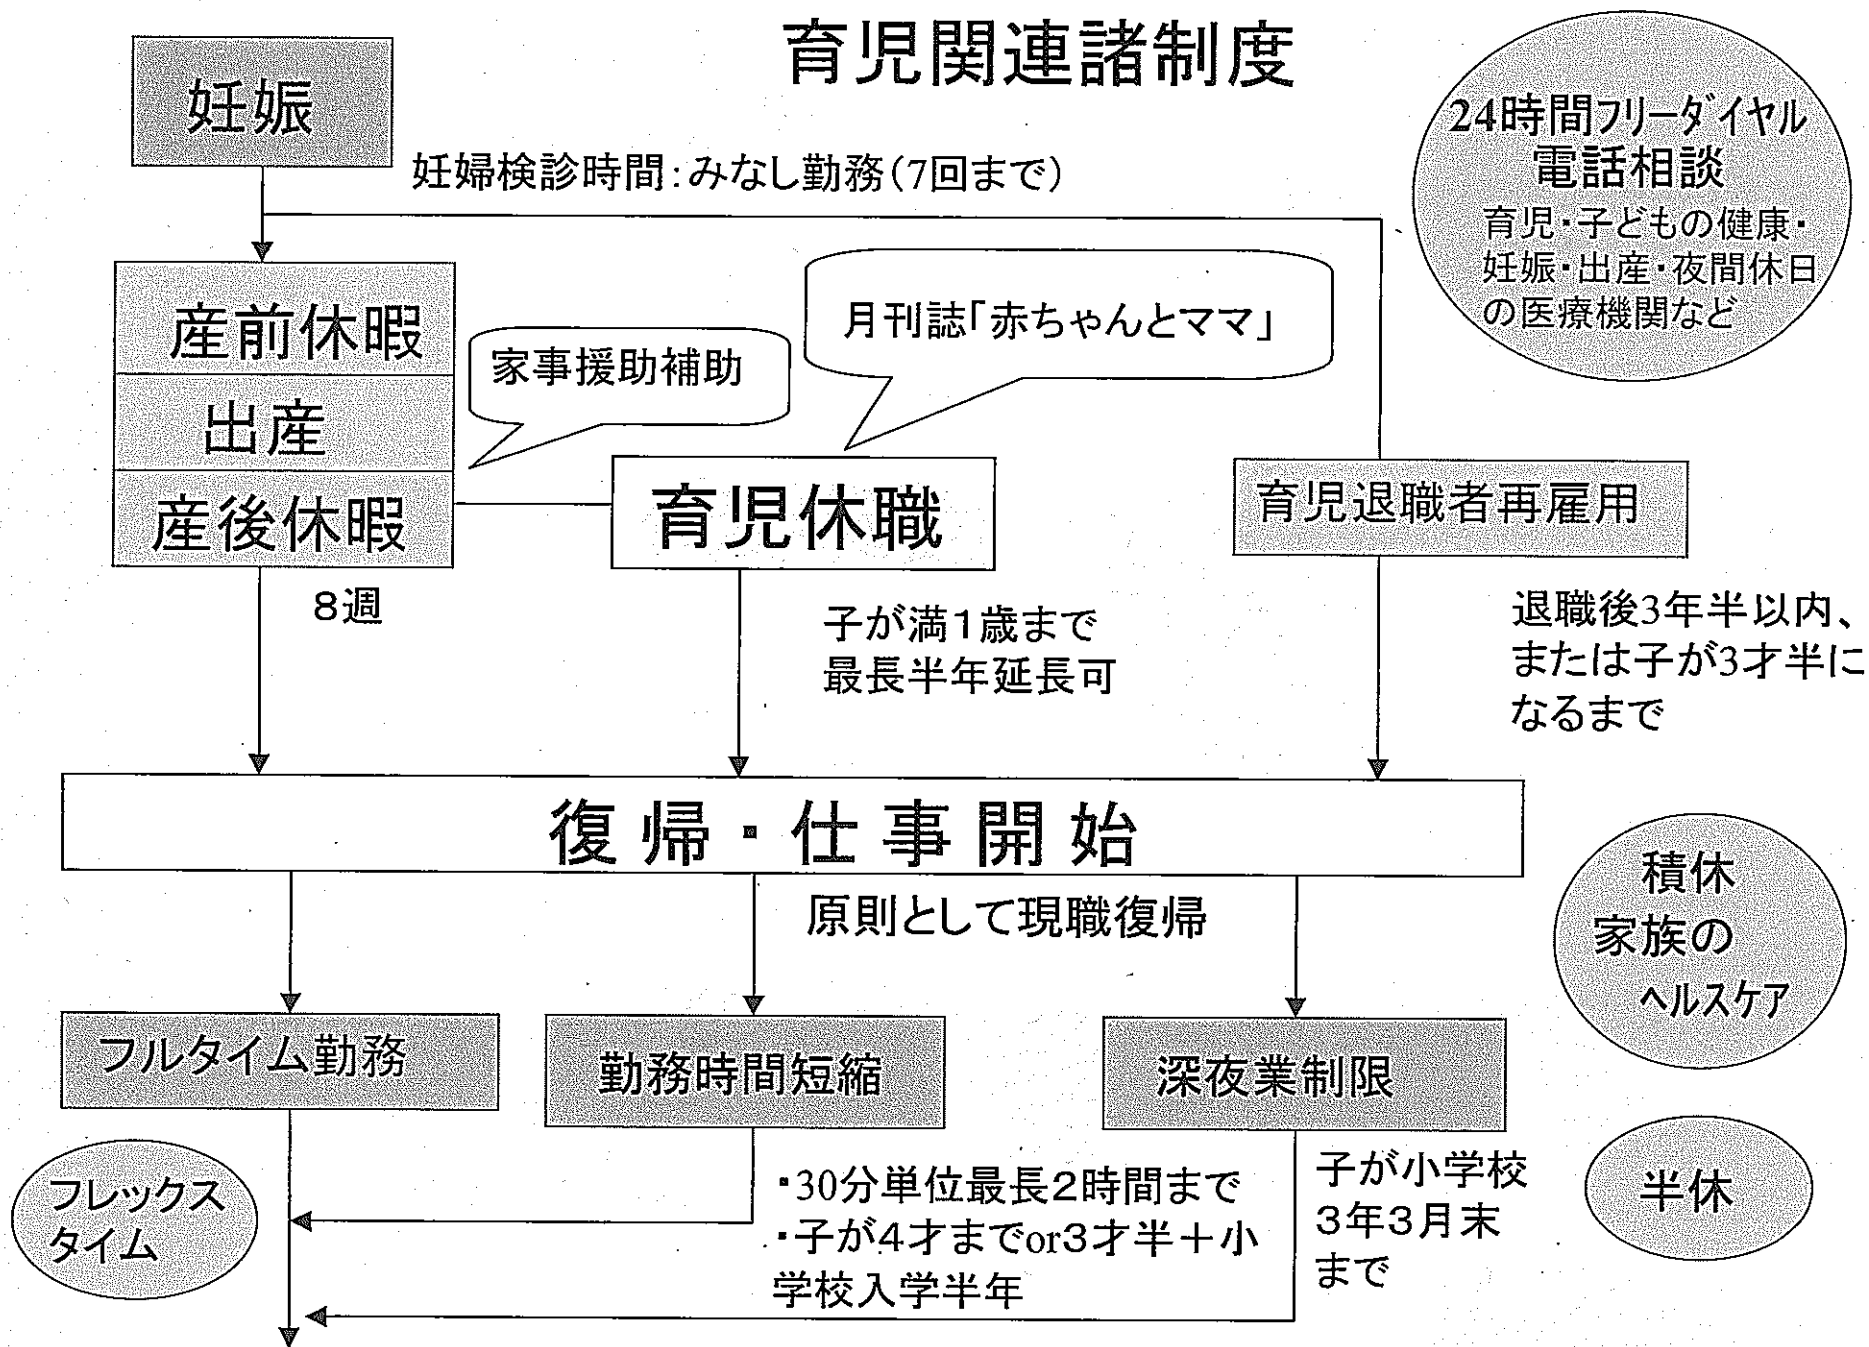 育児関連諸制度
妊娠
24時間フリーダイヤル
電話相談
育児・子どもの健康・
妊娠・出産・夜間休日
の医療機関など
妊婦検診時間:みなし勤務(7回まで)
産前休暇
出産
産後休暇
家事援助補助
月刊誌「赤ちゃんとママ」
育児休職
育児退職者再雇用
8週
子が満1歳まで
最長半年延長可
退職後3年半以内、
または子が3才半に
なるまで
復帰・仕事開始
原則として現職復帰
積休
家族の
ヘルスケア
フルタイム勤務
勤務時間短縮
深夜業制限
フレックス
タイム
・30分単位最長2時間まで
・子が4才までor3才半+小
学校入学半年
子が小学校
3年3月末
まで
半休